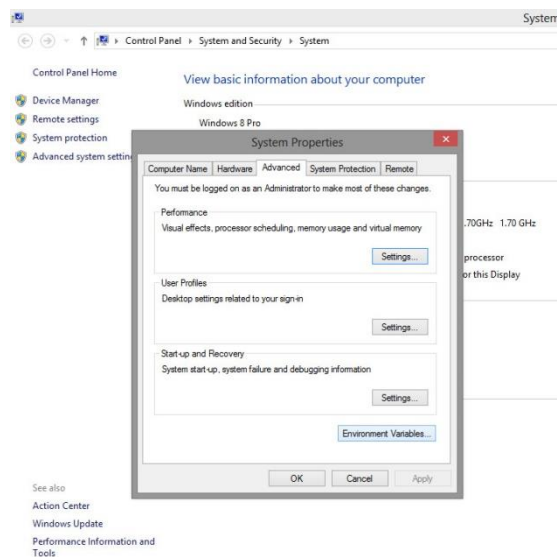 System
Control Panel ▸ System and Security ▸ System
Control Panel Home
Device Manager
Remote settings
System protection
Advanced system settin
View basic information about your computer
Windows edition
Windows 8 Pro
System Properties
Computer Name Hardware Advanced System Protection Remote
You must be logged on as an Administrator to make most of these changes.
Performance
Visual effects, processor scheduling, memory usage and virtual memory
Settings...
User Profiles
Desktop settings related to your sign-in
Settings...
Start-up and Recovery
System start-up, system failure and debugging information
Settings...
Environment Variables...
OK Cancel Apply
.70GHz 1.70 GHz
processor
or this Display
See also
Action Center
Windows Update
Performance Information and
Tools